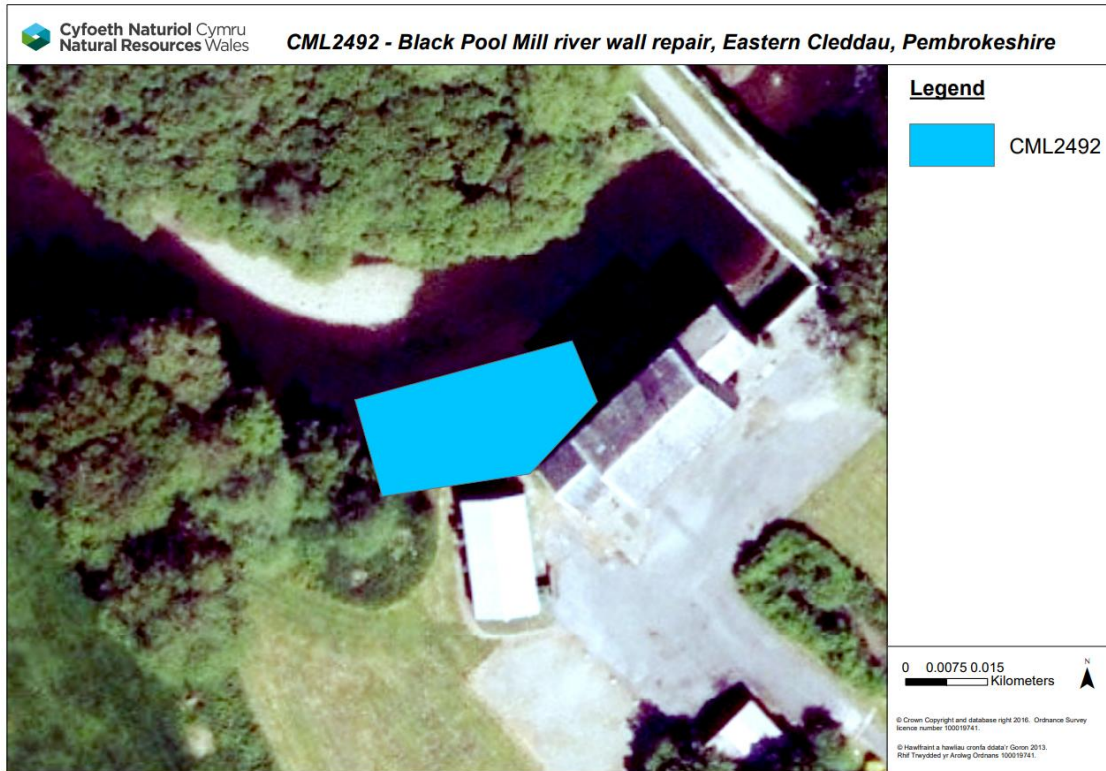 Cyfoeth Naturiol Cymru
Natural Resources Wales
CML2492 - Black Pool Mill river wall repair, Eastern Cleddau, Pembrokeshire
Legend
CML2492
0 0.0075 0.015
Kilometers
N
© Crown Copyright and database right 2016. Ordnance Survey
licence number 100019741.
© Hawlfraint a hawliau cronfa ddata'r Goron 2013.
Rhif Trwydded yr Arolwg Ordnans 100019741.